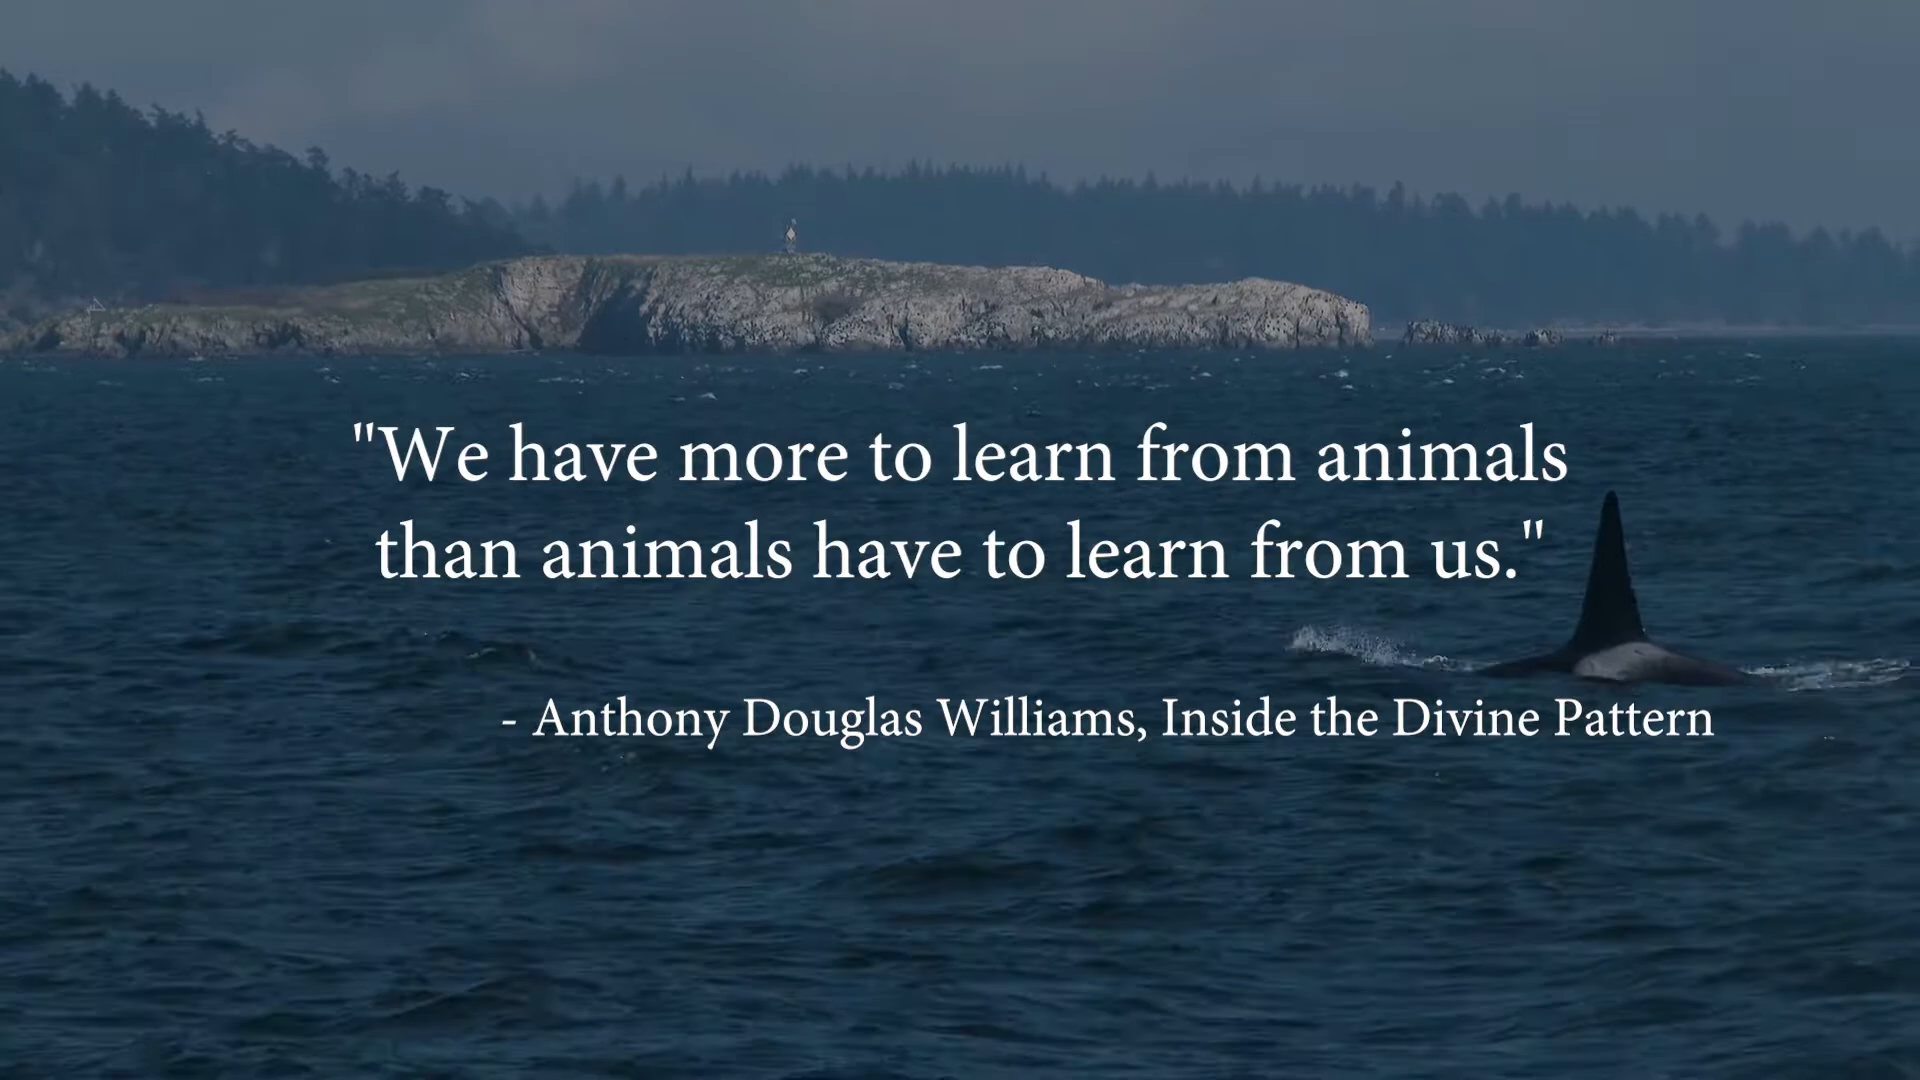 "We have more to learn from animals
than animals have to learn from us."
- Anthony Douglas Williams, Inside the Divine Pattern